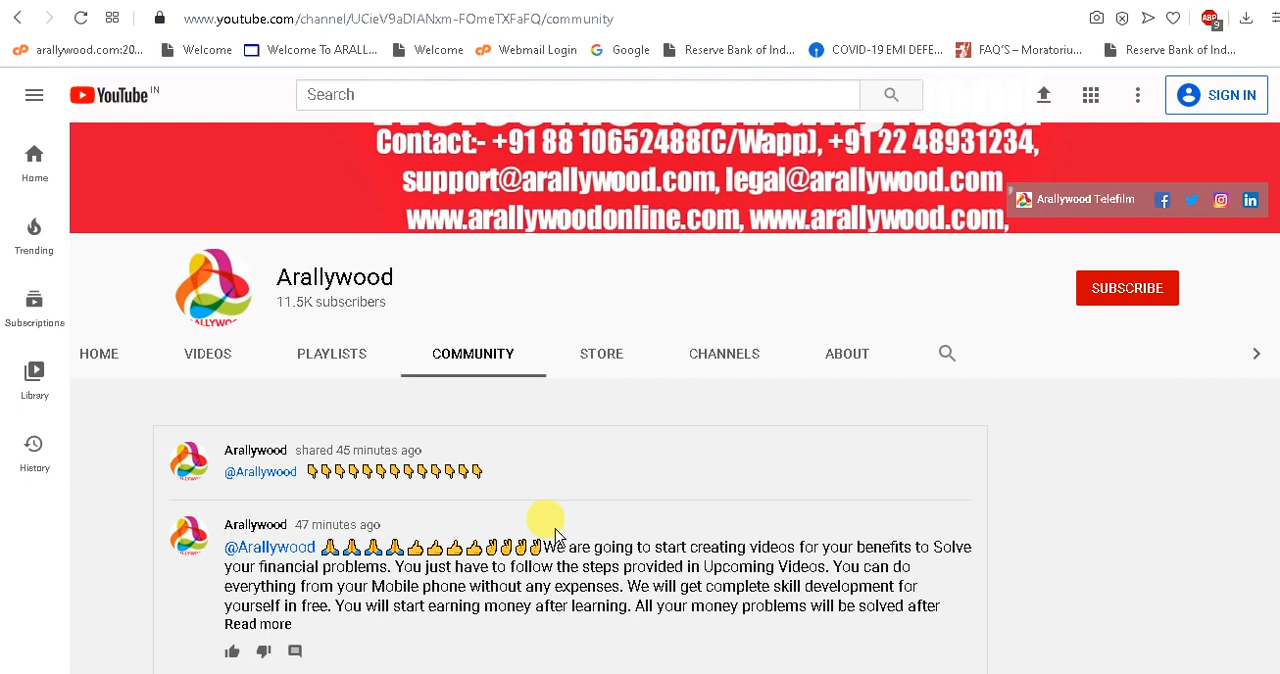 www.youtube.com/channel/UCieV9aDIANxm-FOmeTXFaFQ/community
ABP
9
arallywood.com:20...
Welcome
Welcome To ARALL...
Welcome
Webmail Login
Google
Reserve Bank of Ind...
COVID-19 EMI DEFE...
FAQ'S – Moratoriu...
Reserve Bank of Ind...
YouTube IN
Search
SIGN IN
Home
Trending
Subscriptions
Library
History
Contact:- +91 88 10652488(C/Wapp), +91 22 48931234,
support@arallywood.com, legal@arallywood.com
www.arallywoodonline.com, www.arallywood.com,
Arallywood Telefilm
Arallywood
11.5K subscribers
SUBSCRIBE
HOME
VIDEOS
PLAYLISTS
COMMUNITY
STORE
CHANNELS
ABOUT
Arallywood shared 45 minutes ago
@Arallywood 👇👇👇👇👇👇👇👇👇👇👇👇👇
Arallywood 47 minutes ago
@Arallywood 🙏🙏🙏🙏👍👍👍👍✌✌✌✌We are going to start creating videos for your benefits to Solve
your financial problems. You just have to follow the steps provided in Upcoming Videos. You can do
everything from your Mobile phone without any expenses. We will get complete skill development for
yourself in free. You will start earning money after learning. All your money problems will be solved after
Read more